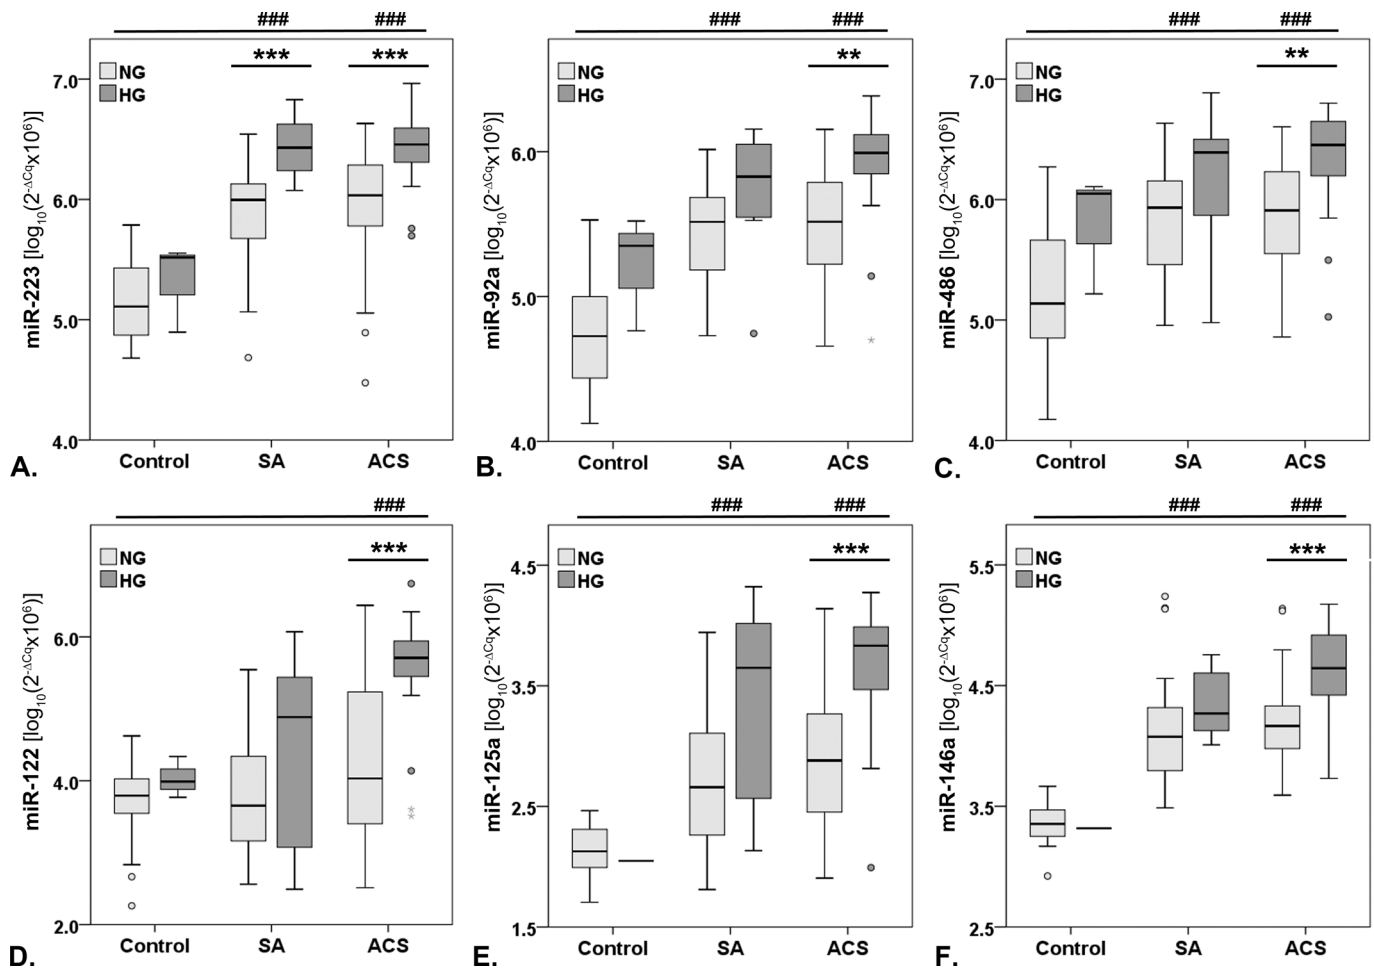 ### ###
*** ***
NG
HG
7.0
6.0
5.0
4.0
miR-223 [log10(2-ΔCqx106)]
Control SA ACS
A.
### ###
**
NG
HG
6.0
5.0
4.0
miR-92a [log10(2-ΔCqx106)]
Control SA ACS
B.
### ###
**
NG
HG
7.0
6.0
5.0
4.0
miR-486 [log10(2-ΔCqx106)]
Control SA ACS
C.
###
***
NG
HG
6.0
4.0
2.0
miR-122 [log10(2-ΔCqx106)]
Control SA ACS
D.
### ###
***
NG
HG
4.5
3.5
2.5
1.5
miR-125a [log10(2-ΔCqx106)]
Control SA ACS
E.
### ###
***
NG
HG
5.5
4.5
3.5
2.5
miR-146a [log10(2-ΔCqx106)]
Control SA ACS
F.